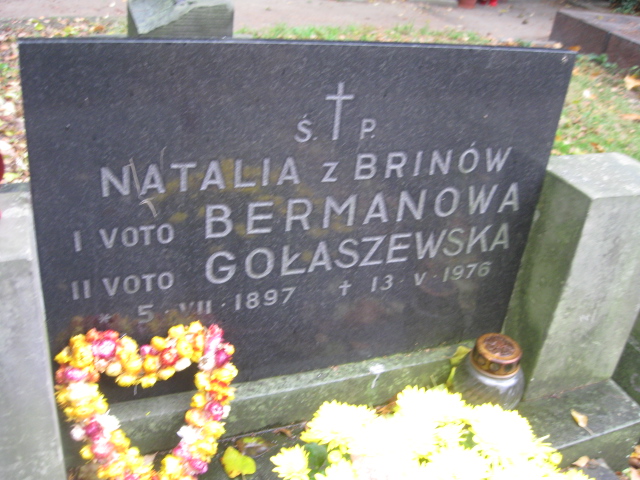 Ś. P.
NATALIA Z BRINÓW
I VOTO BERMANOWA
II VOTO GOŁASZEWSKA
* 5 · VII · 1897 † 13 · V · 1976